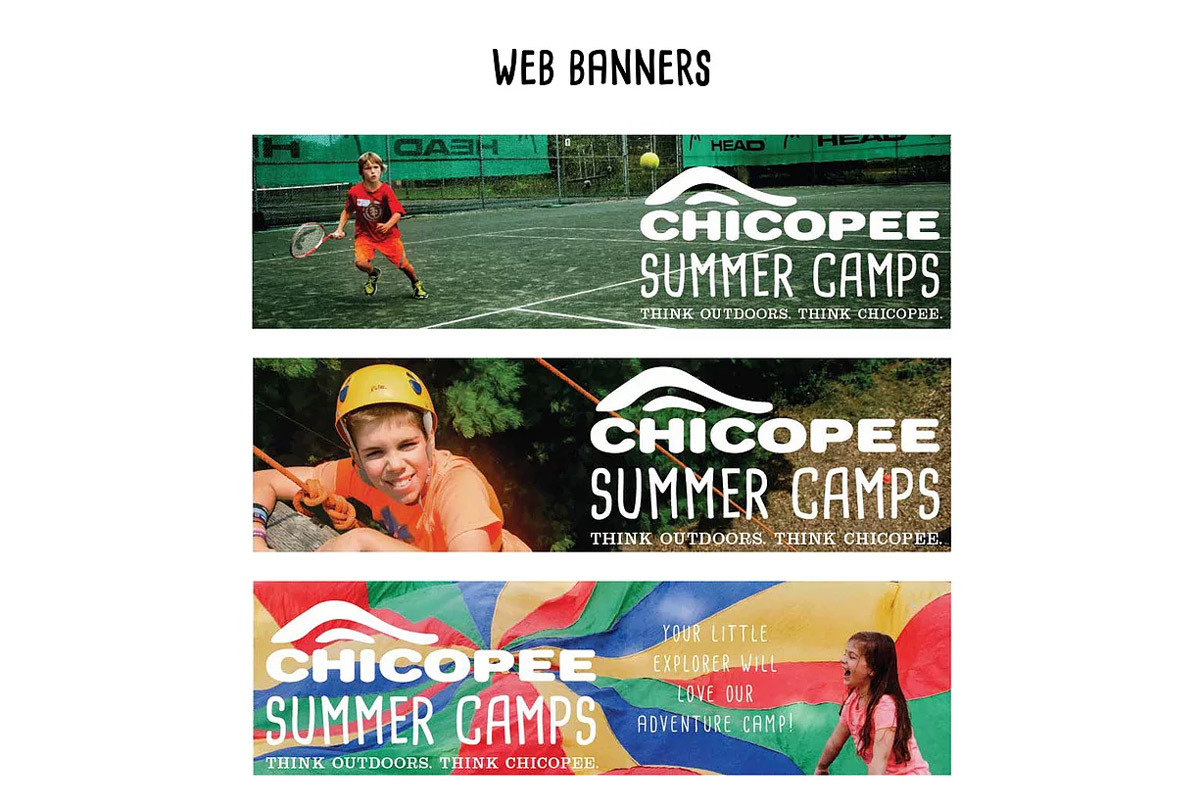 WEB BANNERS
HEAD HEAD HEAD
CHICOPEE
SUMMER CAMPS
THINK OUTDOORS. THINK CHICOPEE.
CHICOPEE
SUMMER CAMPS
THINK OUTDOORS. THINK CHICOPEE.
CHICOPEE
SUMMER CAMPS
THINK OUTDOORS. THINK CHICOPEE.
YOUR LITTLE
EXPLORER WILL
LOVE OUR
ADVENTURE CAMP!